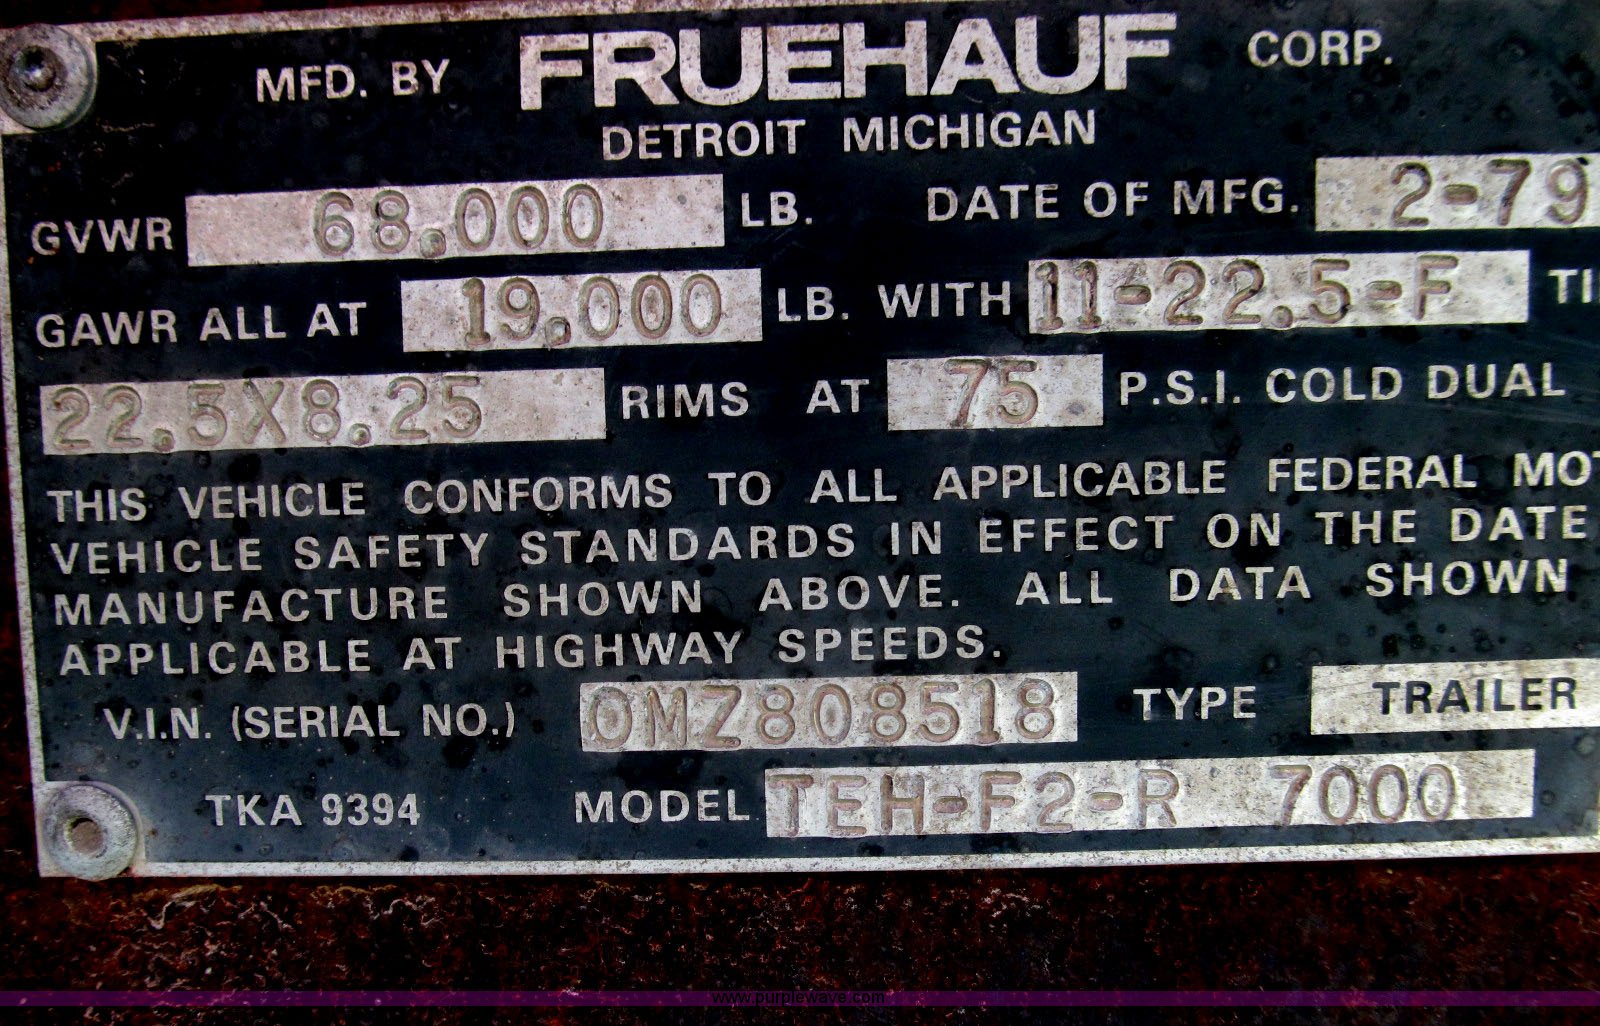 MFD. BY FRUEHAUF CORP.
DETROIT MICHIGAN
GVWR 68,000 LB. DATE OF MFG. 2-79
GAWR ALL AT 19,000 LB. WITH 11-22.5-F TI
22.5X8.25 RIMS AT 75 P.S.I. COLD DUAL
THIS VEHICLE CONFORMS TO ALL APPLICABLE FEDERAL MOT
VEHICLE SAFETY STANDARDS IN EFFECT ON THE DATE
MANUFACTURE SHOWN ABOVE. ALL DATA SHOWN
APPLICABLE AT HIGHWAY SPEEDS.
V.I.N. (SERIAL NO.) OMZ808518 TYPE TRAILER
TKA 9394 MODEL TEH-F2-R 7000
www.purplewave.com